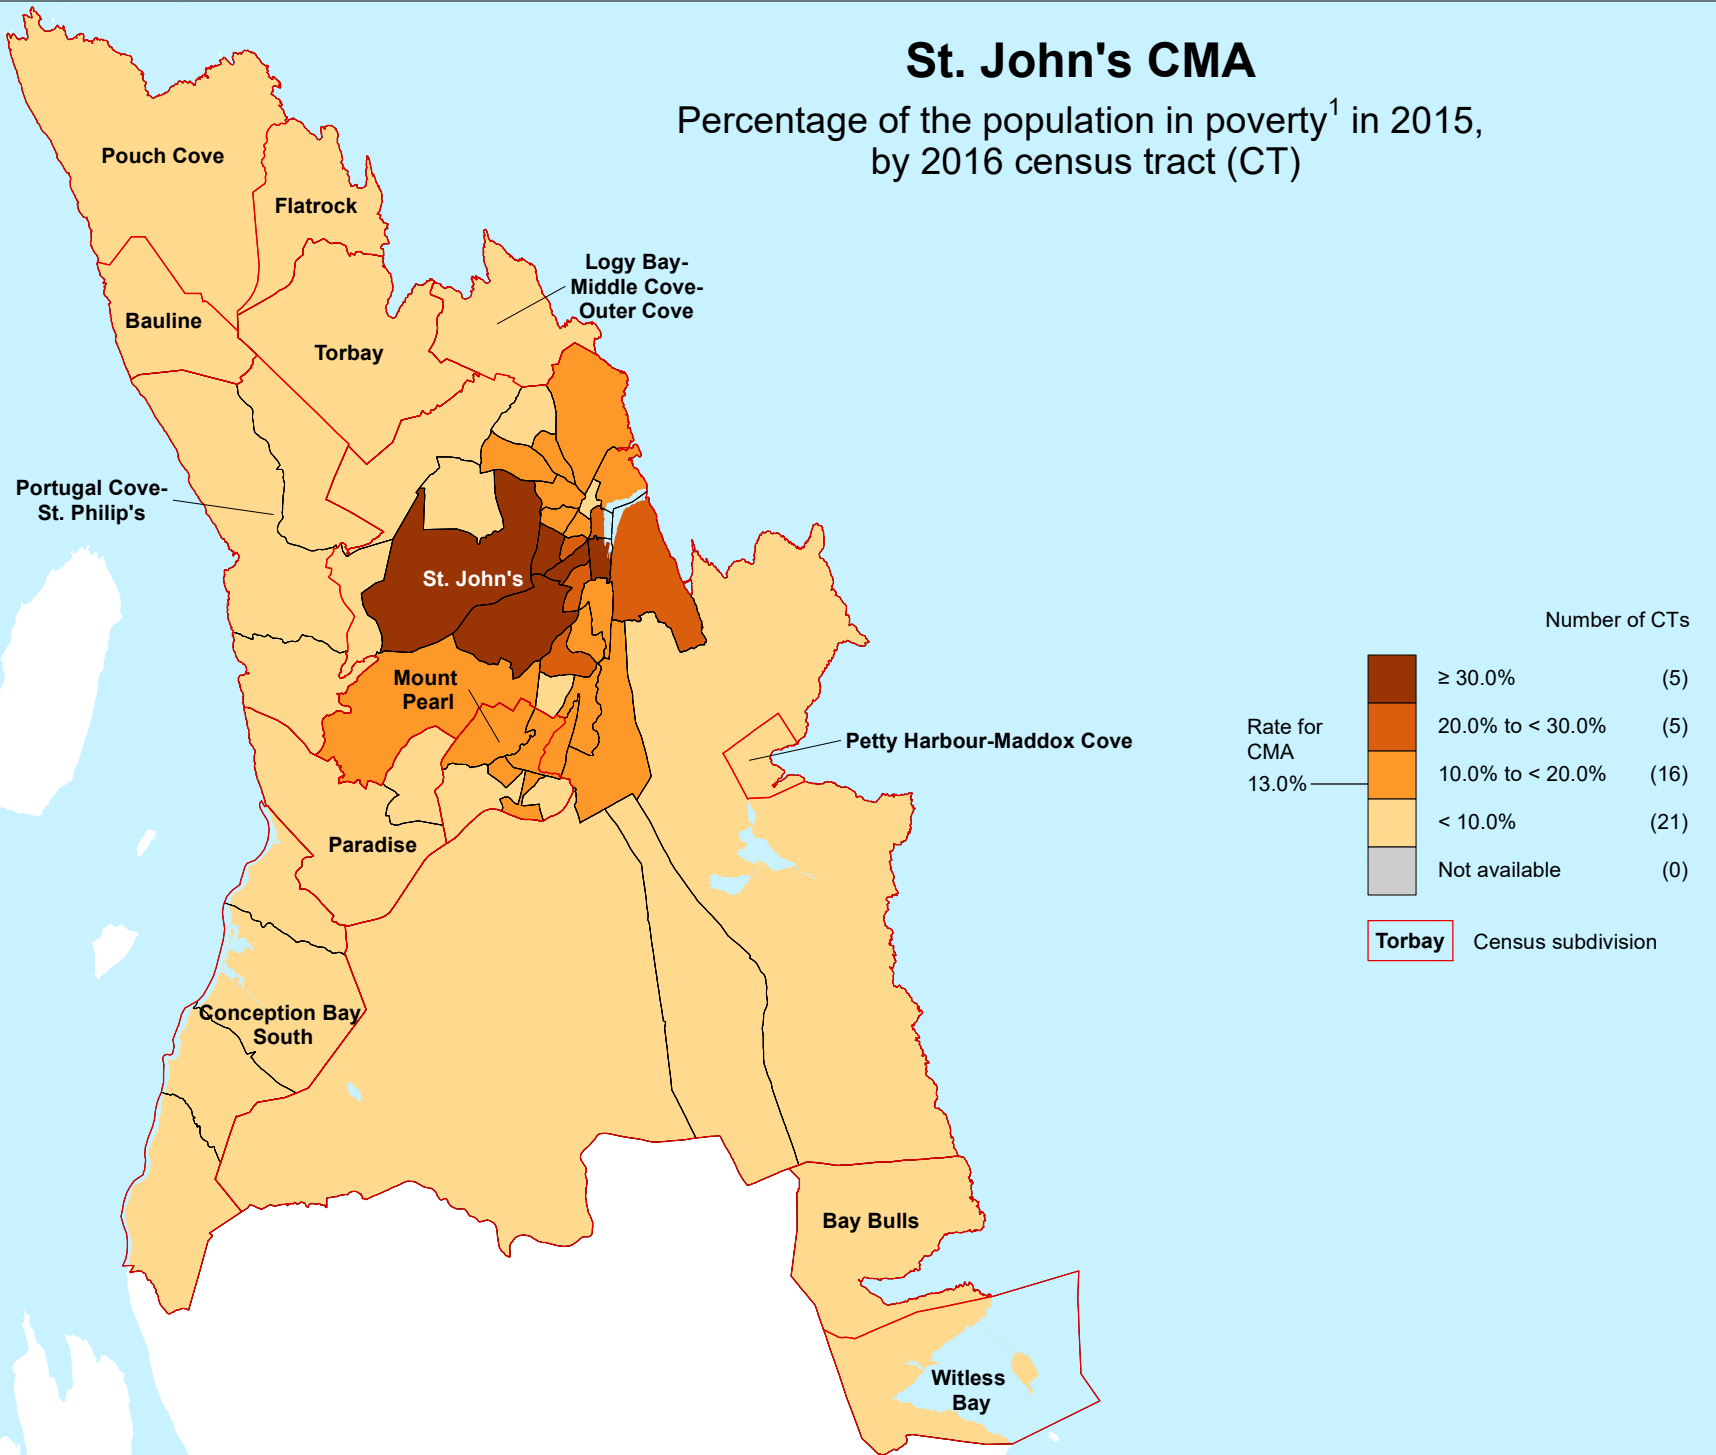 St. John's CMA
Percentage of the population in poverty1 in 2015,
by 2016 census tract (CT)
Pouch Cove
Flatrock
Logy Bay-
Middle Cove-
Outer Cove
Bauline
Torbay
Portugal Cove-
St. Philip's
St. John's
Mount
Pearl
Petty Harbour-Maddox Cove
Paradise
Conception Bay
South
Bay Bulls
Witless
Bay
Number of CTs
≥ 30.0% (5)
20.0% to < 30.0% (5)
Rate for
CMA
13.0%
10.0% to < 20.0% (16)
< 10.0% (21)
Not available (0)
Torbay Census subdivision